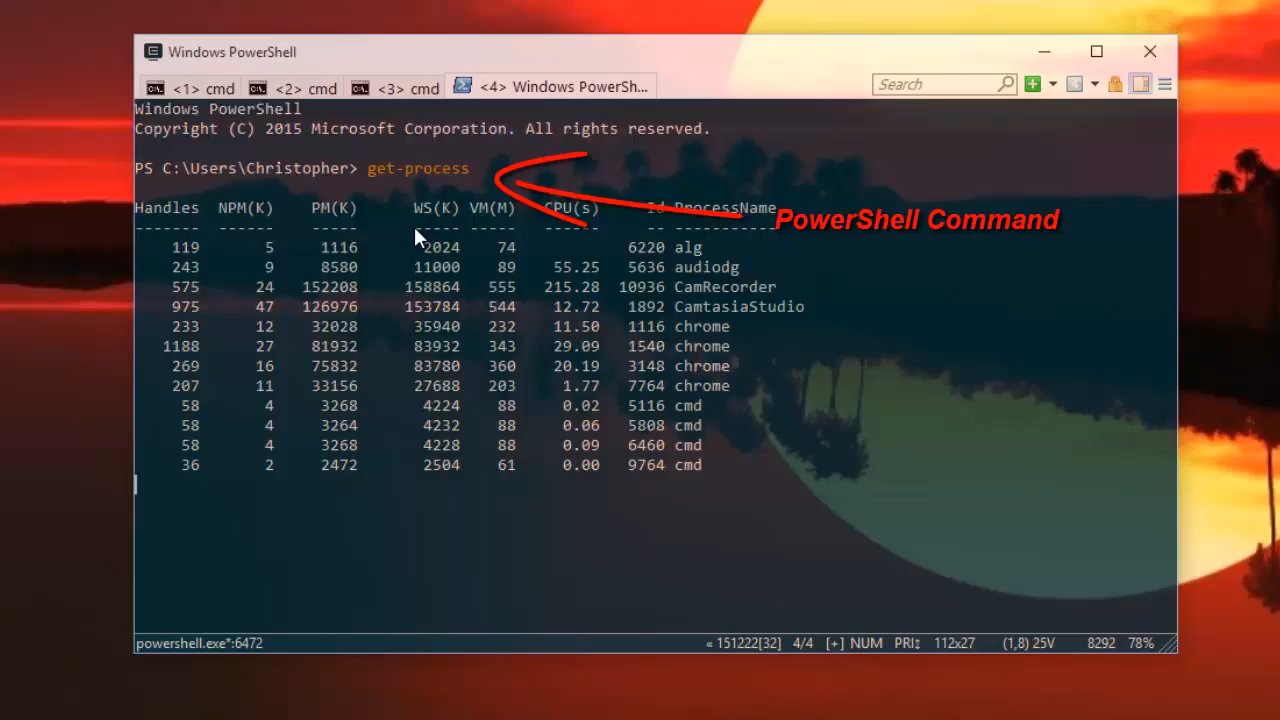 Windows PowerShell
<1> cmd <2> cmd <3> cmd <4> Windows PowerSh... Search
Windows PowerShell
Copyright (C) 2015 Microsoft Corporation. All rights reserved.
PS C:\Users\Christopher> get-process
PowerShell Command
Handles NPM(K) PM(K) WS(K) VM(M) CPU(s) Id ProcessName
------- ------ ----- ----- ----- ------ -- -----------
119 5 1116 2024 74 6220 alg
243 9 8580 11000 89 55.25 5636 audiodg
575 24 152208 158864 555 215.28 10936 CamRecorder
975 47 126976 153784 544 12.72 1892 CamtasiaStudio
233 12 32028 35940 232 11.50 1116 chrome
1188 27 81932 83932 343 29.09 1540 chrome
269 16 75832 83780 360 20.19 3148 chrome
207 11 33156 27688 203 1.77 7764 chrome
58 4 3268 4224 88 0.02 5116 cmd
58 4 3264 4232 88 0.06 5808 cmd
58 4 3268 4228 88 0.09 6460 cmd
36 2 2472 2504 61 0.00 9764 cmd
powershell.exe*:6472 « 151222[32] 4/4 [+] NUM PRI↕ 112x27 (1,8) 25V 8292 78%